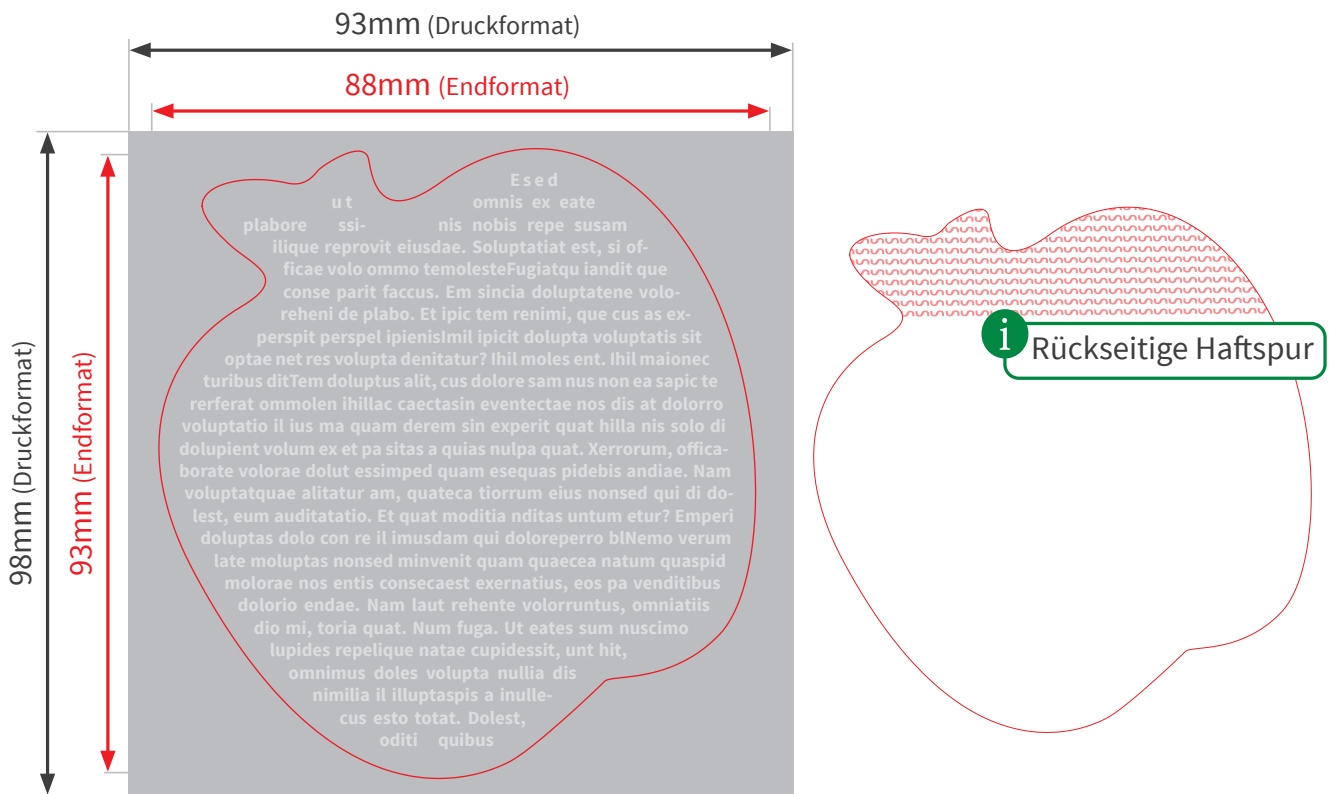 93mm (Druckformat)
88mm (Endformat)
98mm (Druckformat)
93mm (Endformat)
Esed
ut omnis ex eate
plabore ssi- nis nobis repe susam
ilique reprovit eiusdae. Soluptatiat est, si of-
ficae volo ommo temolesteFugiatqu iandit que
conse parit faccus. Em sincia doluptatene volo-
reheni de plabo. Et ipic tem renimi, que cus as ex-
perspit perspel ipienisInul ipicit dolupta voluptatis sit
optae neceres volupta denitatur? Ihicmoles ent. Ihil maionec
turibus ditTem doluptus alit, cus dolore sam nus non ea sapic te
rerferat ommolen ihillac caectasin eventectae nos dis at dolorro
voluptatio il ius ma quam derem sin experit quat liilla nis solo di
dolupient volum ex et pa sitas a quias nulpa quat. Xerrorum, offica-
borate volorae dolut essimped quam esequas pidebis andiae. Nam
voluptatquae alitatur am, quateca tionem eius nonsed qui di do-
lest, eum auditatatio. Et quat moditia nditas untum etur? Emperi
doluptas dolo con re il imusdam qui doloreperro blNemo verum
late moluptas nonsed minvenit quam quaecea natum quaspid
molorae nos entis consecaest exernatius, eos pa venditibus
dolorio endae. Nam laut rehente volorruntus, omniatiis
dio mi, toria quat. Num fuga. Ut eates sum nuscimo
lupides repelique natae cupidessit, unt hit,
omnimus doles volupta nullia dis
nimilia il illuptaspis a inulle-
cus esto totat. Dolest,
oditi quibus
i Rückseitige Haftspur